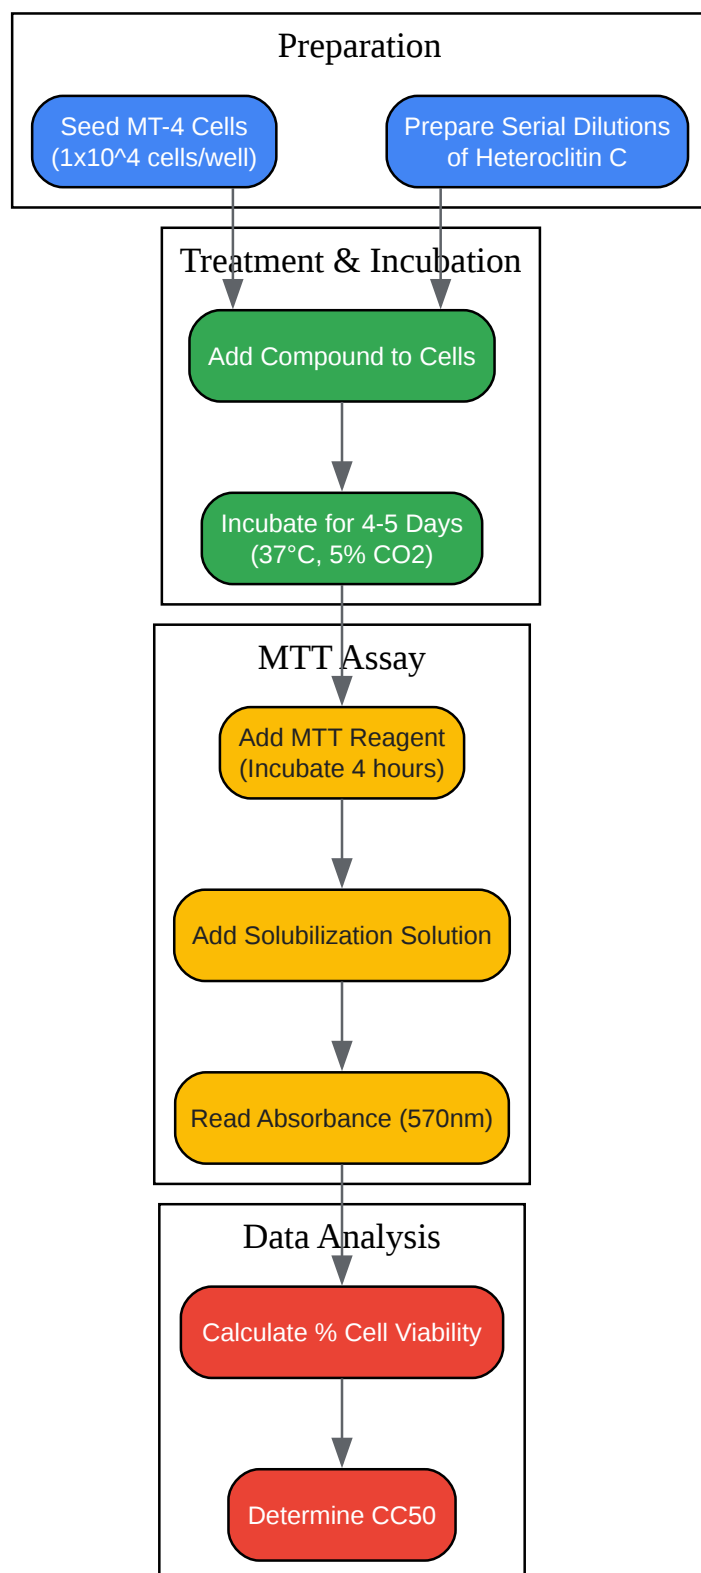 Preparation
Seed MT-4 Cells
(1x10^4 cells/well)
Prepare Serial Dilutions
of Heteroclitin C
Treatment & Incubation
Add Compound to Cells
Incubate for 4-5 Days
(37°C, 5% CO2)
MTT Assay
Add MTT Reagent
(Incubate 4 hours)
Add Solubilization Solution
Read Absorbance (570nm)
Data Analysis
Calculate % Cell Viability
Determine CC50